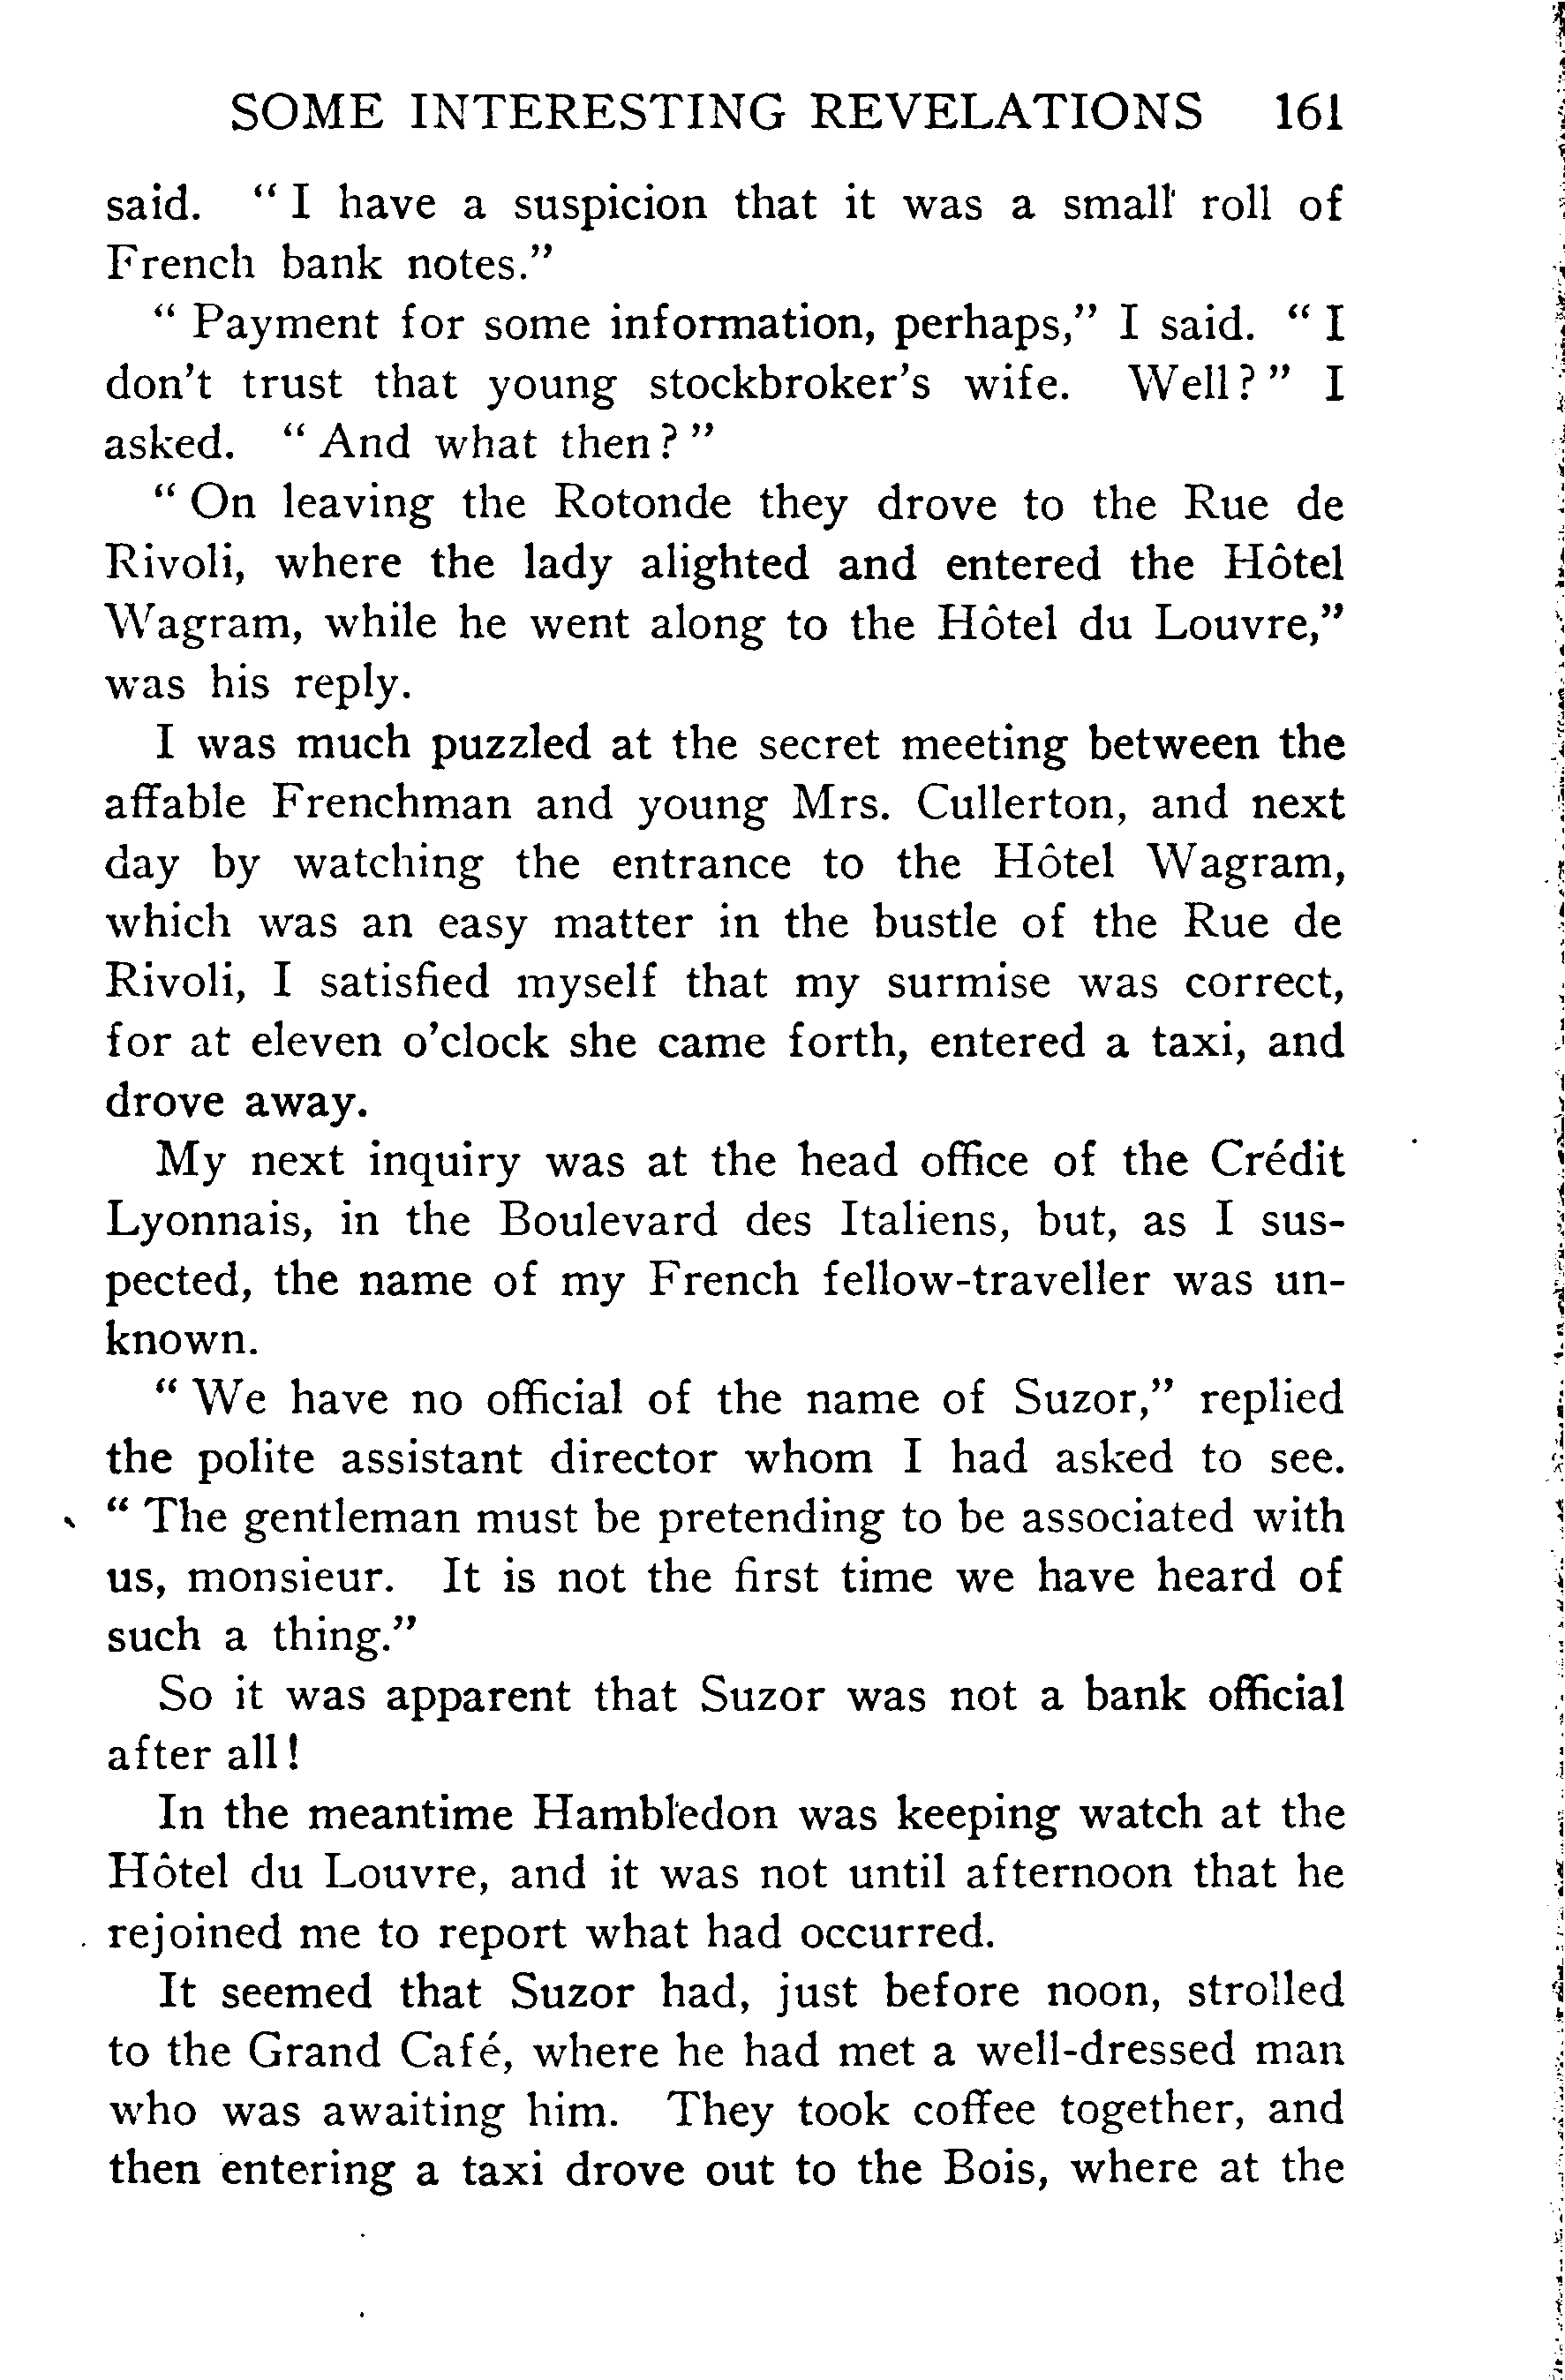 SOME INTERESTING REVELATIONS 161
said. "I have a suspicion that it was a small roll of
French bank notes."
"Payment for some information, perhaps," I said. "I
don't trust that young stockbroker's wife. Well?" I
asked. "And what then?"
"On leaving the Rotonde they drove to the Rue de
Rivoli, where the lady alighted and entered the Hôtel
Wagram, while he went along to the Hôtel du Louvre,"
was his reply.
I was much puzzled at the secret meeting between the
affable Frenchman and young Mrs. Cullerton, and next
day by watching the entrance to the Hôtel Wagram,
which was an easy matter in the bustle of the Rue de
Rivoli, I satisfied myself that my surmise was correct,
for at eleven o'clock she came forth, entered a taxi, and
drove away.
My next inquiry was at the head office of the Crédit
Lyonnais, in the Boulevard des Italiens, but, as I sus-
pected, the name of my French fellow-traveller was un-
known.
"We have no official of the name of Suzor," replied
the polite assistant director whom I had asked to see.
"The gentleman must be pretending to be associated with
us, monsieur. It is not the first time we have heard of
such a thing."
So it was apparent that Suzor was not a bank official
after all!
In the meantime Hambledon was keeping watch at the
Hôtel du Louvre, and it was not until afternoon that he
rejoined me to report what had occurred.
It seemed that Suzor had, just before noon, strolled
to the Grand Café, where he had met a well-dressed man
who was awaiting him. They took coffee together, and
then entering a taxi drove out to the Bois, where at the